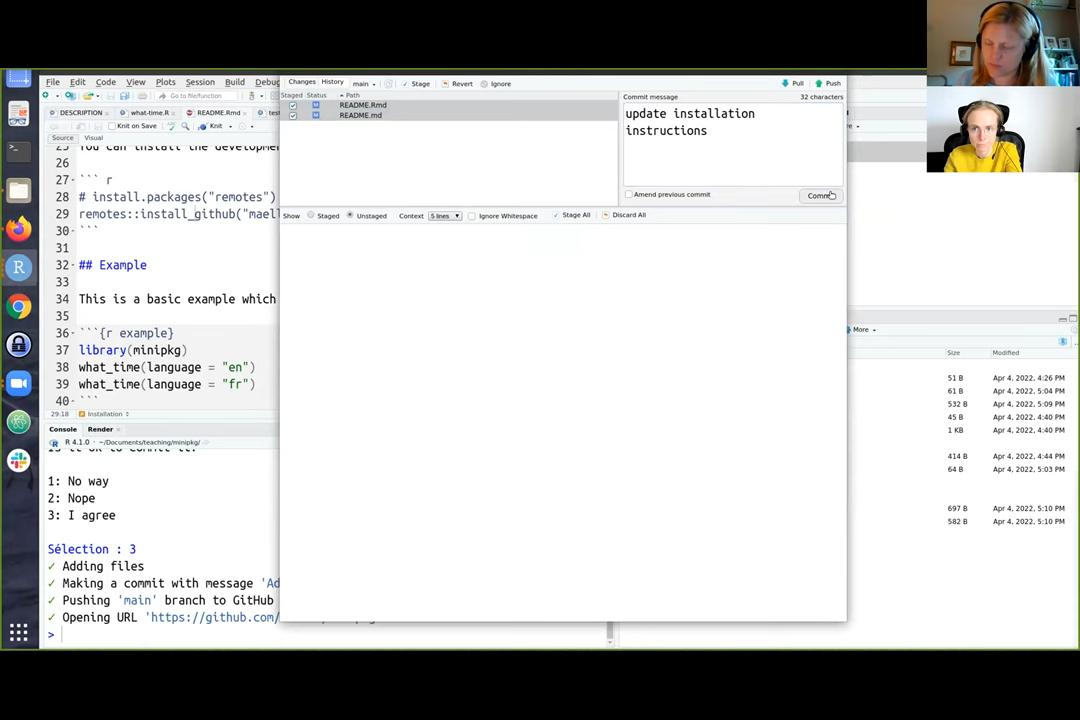 File Edit Code View Plots Session Build Debug
Go to file/function
DESCRIPTION what-time.R README.Rmd
Knit on Save Knit
Source Visual
25 You can install the development
26
27 ``` r
28 # install.packages("remotes")
29 remotes::install_github("maell
30 ```
31
32 ## Example
33
34 This is a basic example which
35
36 ```{r example}
37 library(minipkg)
38 what_time(language = "en")
39 what_time(language = "fr")
40 ```
29:18 Installation
Console Render
R 4.1.0 · ~/Documents/teaching/minipkg/
1: No way
2: Nope
3: I agree
Sélection : 3
✓ Adding files
✓ Making a commit with message 'Ad
✓ Pushing 'main' branch to GitHub
✓ Opening URL 'https://github.com/
>
Changes History main Stage Revert Ignore Pull Push
Staged Status Path
M README.Rmd
M README.md
Commit message 32 characters
update installation
instructions
Amend previous commit Commit
Show Staged Unstaged Context 5 lines Ignore Whitespace Stage All Discard All
More
Size Modified
51 B Apr 4, 2022, 4:26 PM
61 B Apr 4, 2022, 5:04 PM
532 B Apr 4, 2022, 5:09 PM
45 B Apr 4, 2022, 4:40 PM
1 KB Apr 4, 2022, 4:40 PM
414 B Apr 4, 2022, 4:44 PM
64 B Apr 4, 2022, 5:03 PM
697 B Apr 4, 2022, 5:10 PM
582 B Apr 4, 2022, 5:10 PM